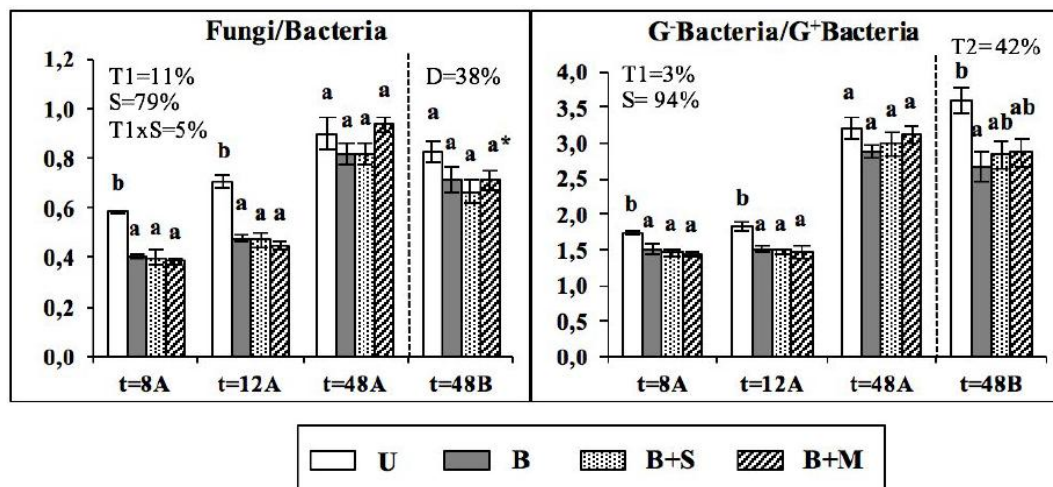 Fungi/Bacteria
T1=11%
S=79%
T1xS=5%
D=38%
1,2
1,0
0,8
0,6
0,4
0,2
0,0
b a a a
b a a a
a a a a
a a a a*
t=8A t=12A t=48A t=48B
G⁻Bacteria/G⁺Bacteria
T1=3%
S= 94%
T2=42%
4,0
3,5
3,0
2,5
2,0
1,5
1,0
0,5
0,0
b a a a
b a a a
a a a a
b a ab ab
t=8A t=12A t=48A t=48B
U B B+S B+M